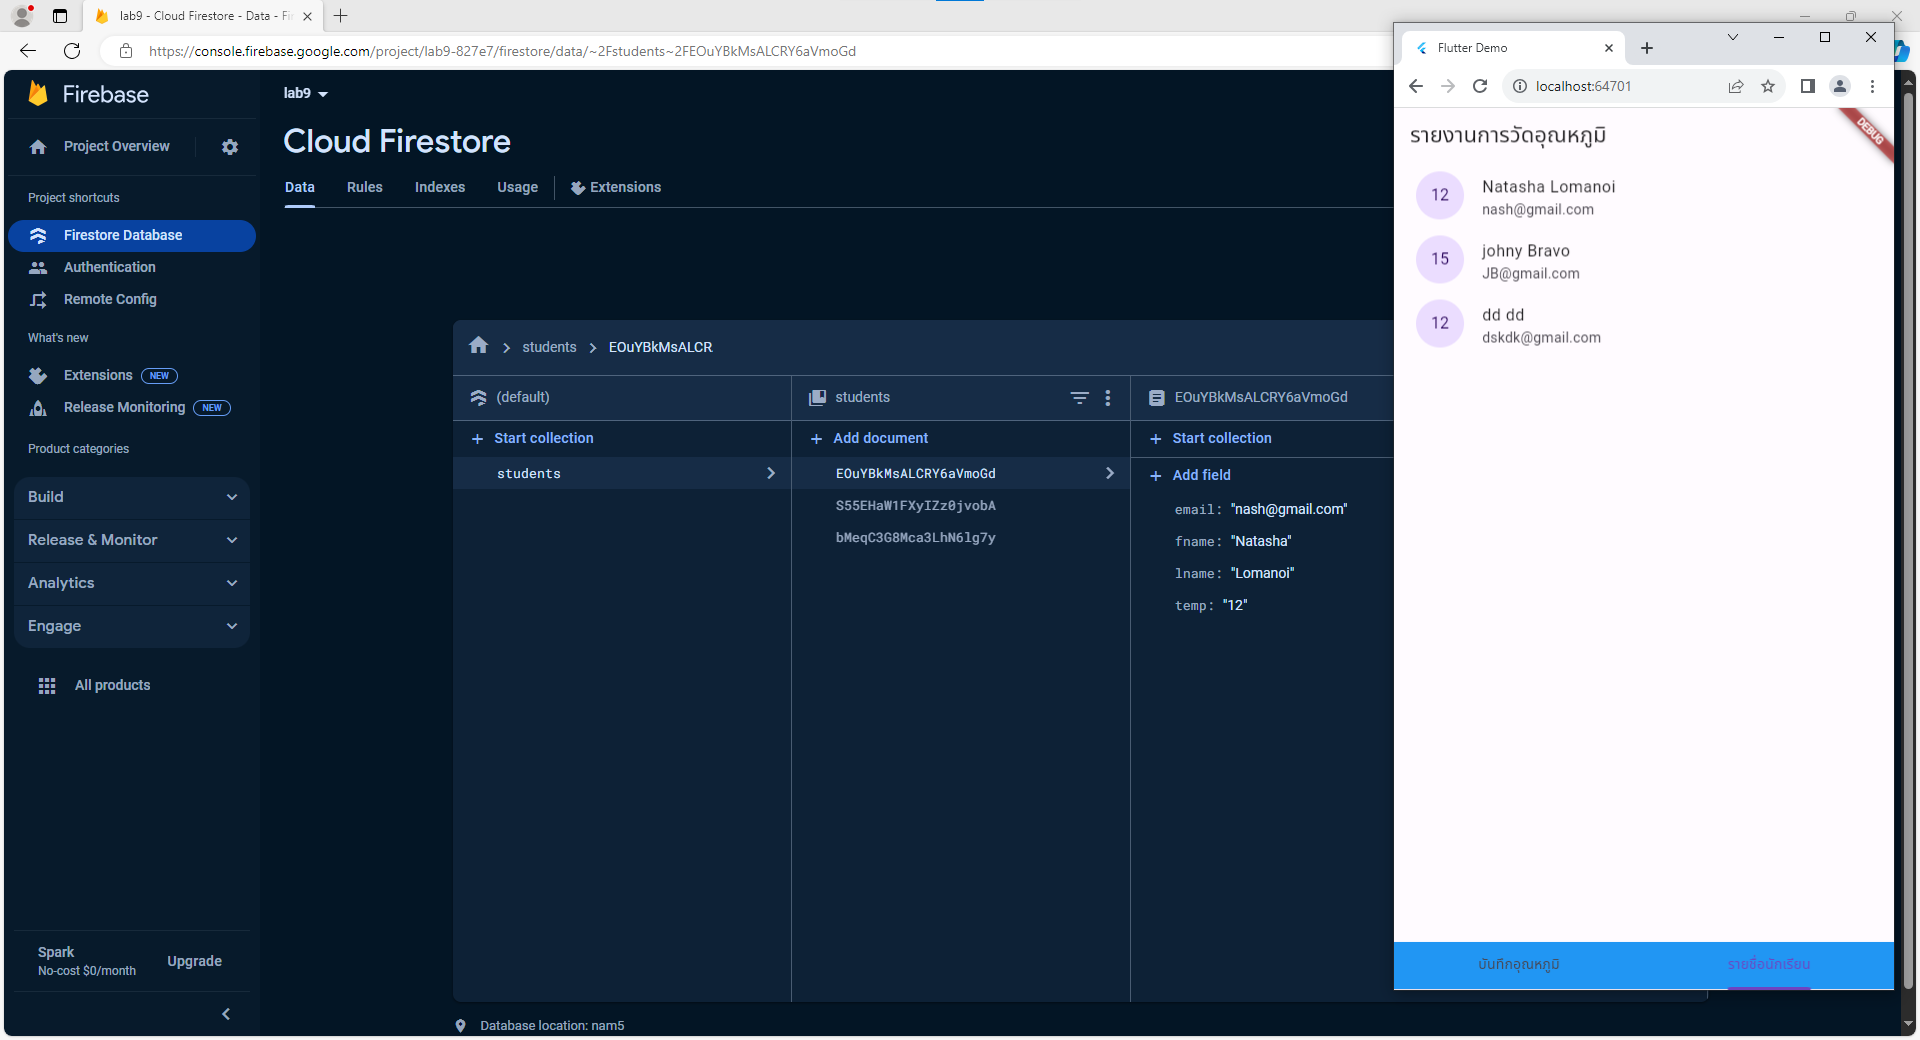 lab9 - Cloud Firestore - Data - Fi
https://console.firebase.google.com/project/lab9-827e7/firestore/data/~2Fstudents~2FEOuYBkMsALCRY6aVmoGd
Firebase
Project Overview
Project shortcuts
Firestore Database
Authentication
Remote Config
What's new
Extensions NEW
Release Monitoring NEW
Product categories
Build
Release & Monitor
Analytics
Engage
All products
Spark
No-cost $0/month
Upgrade
lab9
Cloud Firestore
Data Rules Indexes Usage Extensions
students EOuYBkMsALCR
(default)
Start collection
students
students
Add document
EOuYBkMsALCRY6aVmoGd
S55EHaW1FXyIZz0jvobA
bMeqC3G8Mca3LhN6lg7y
EOuYBkMsALCRY6aVmoGd
Start collection
Add field
email: "nash@gmail.com"
fname: "Natasha"
lname: "Lomanoi"
temp: "12"
Database location: nam5
Flutter Demo
localhost:64701
DEBUG
รายงานการวัดอุณหภูมิ
12
Natasha Lomanoi
nash@gmail.com
15
johny Bravo
JB@gmail.com
12
dd dd
dskdk@gmail.com
บันทึกอุณหภูมิ
รายชื่อนักเรียน